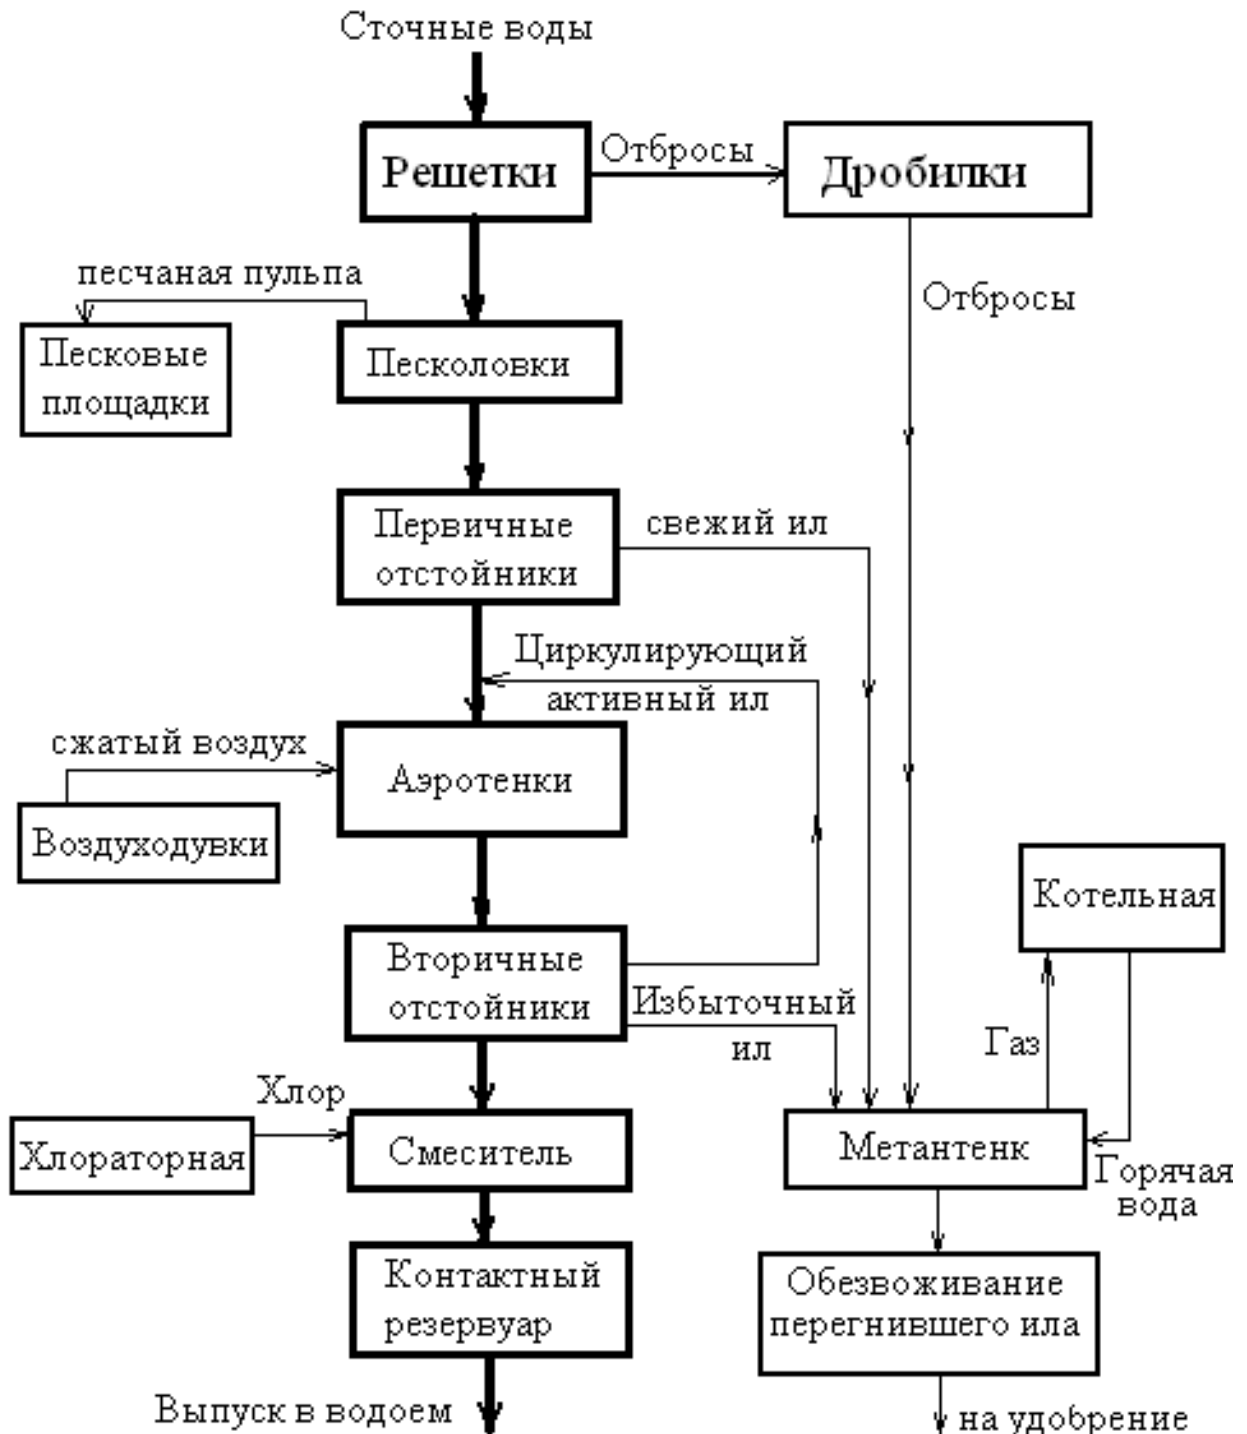 Сточные воды
Решетки
Отбросы
Дробилки
песчаная пульпа
Отбросы
Песковые
площадки
Песколовки
Первичные
отстойники
свежий ил
Циркулирующий
активный ил
сжатый воздух
Аэротенки
Воздуходувки
Котельная
Вторичные
отстойники
Избыточный
ил
Газ
Хлор
Хлораторная
Смеситель
Метантенк
Горячая
вода
Контактный
резервуар
Обезвоживание
перегнившего ила
Выпуск в водоем
на удобрение